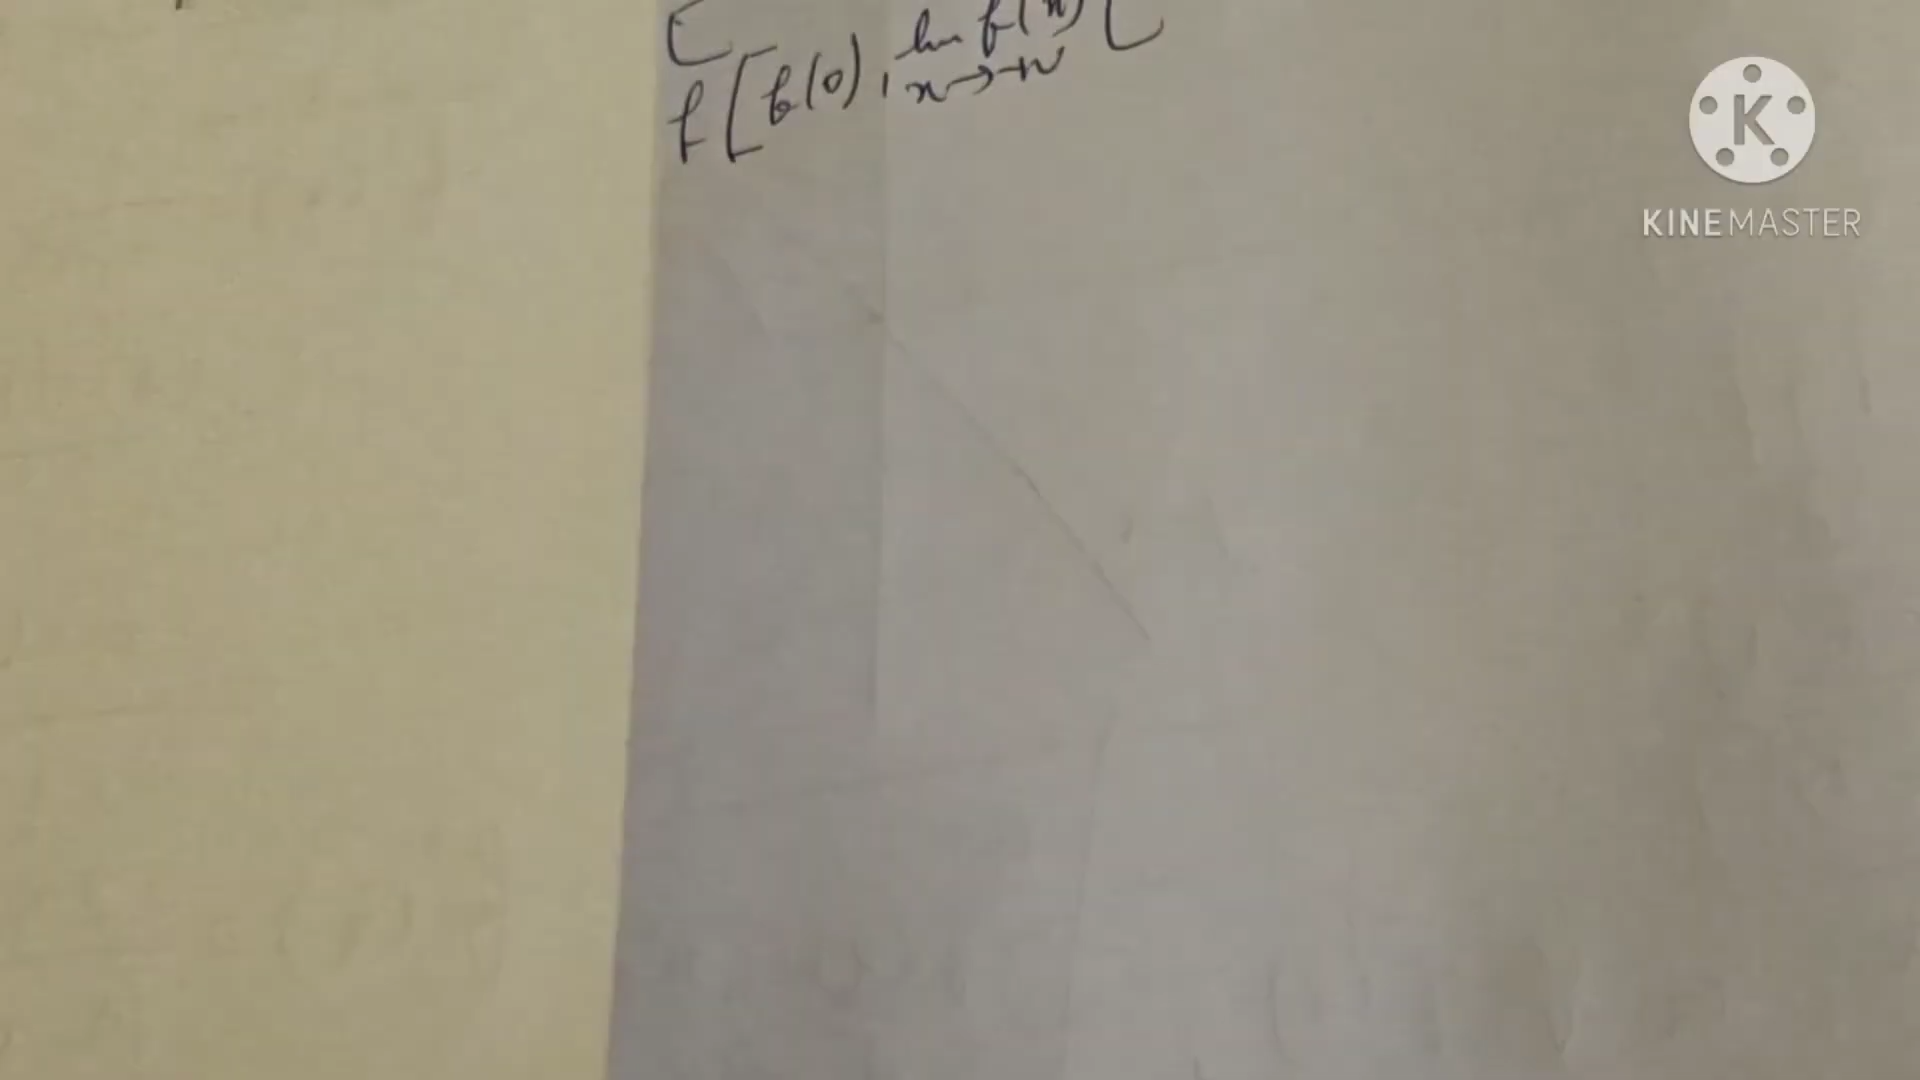 [
f [f(0), lim f(x) [
x→+∞
K
KINEMASTER